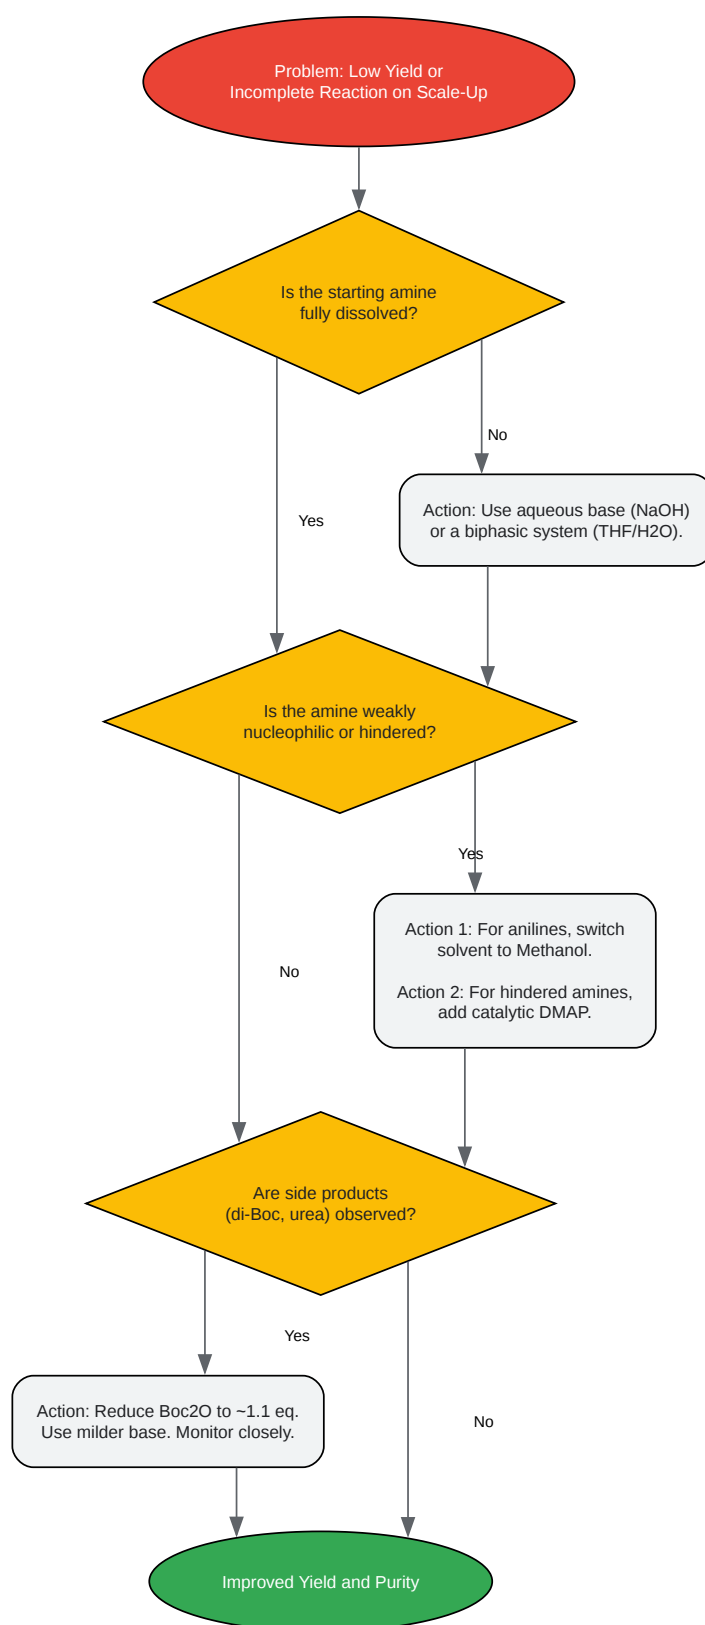 Problem: Low Yield or
Incomplete Reaction on Scale-Up
Is the starting amine
fully dissolved?
No
Action: Use aqueous base (NaOH)
or a biphasic system (THF/H2O).
Yes
Is the amine weakly
nucleophilic or hindered?
Yes
Action 1: For anilines, switch
solvent to Methanol.
Action 2: For hindered amines,
add catalytic DMAP.
No
Are side products
(di-Boc, urea) observed?
Yes
Action: Reduce Boc2O to ~1.1 eq.
Use milder base. Monitor closely.
No
Improved Yield and Purity